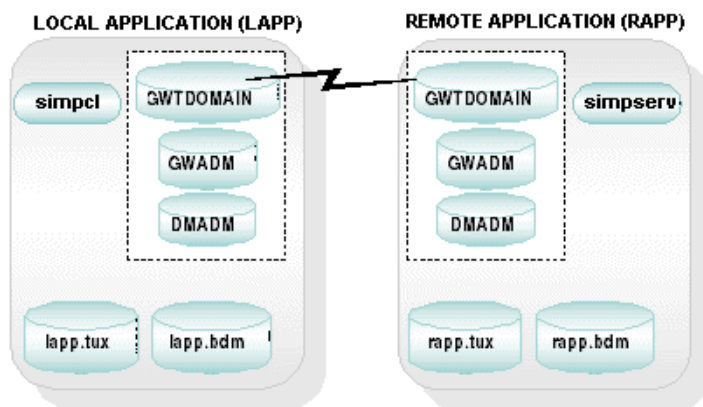 LOCAL APPLICATION (LAPP)
REMOTE APPLICATION (RAPP)
simpcl
GWTDOMAIN
GWADM
DMADM
lapp.tux
lapp.bdm
GWTDOMAIN
simpserv
GWADM
DMADM
rapp.tux
rapp.bdm